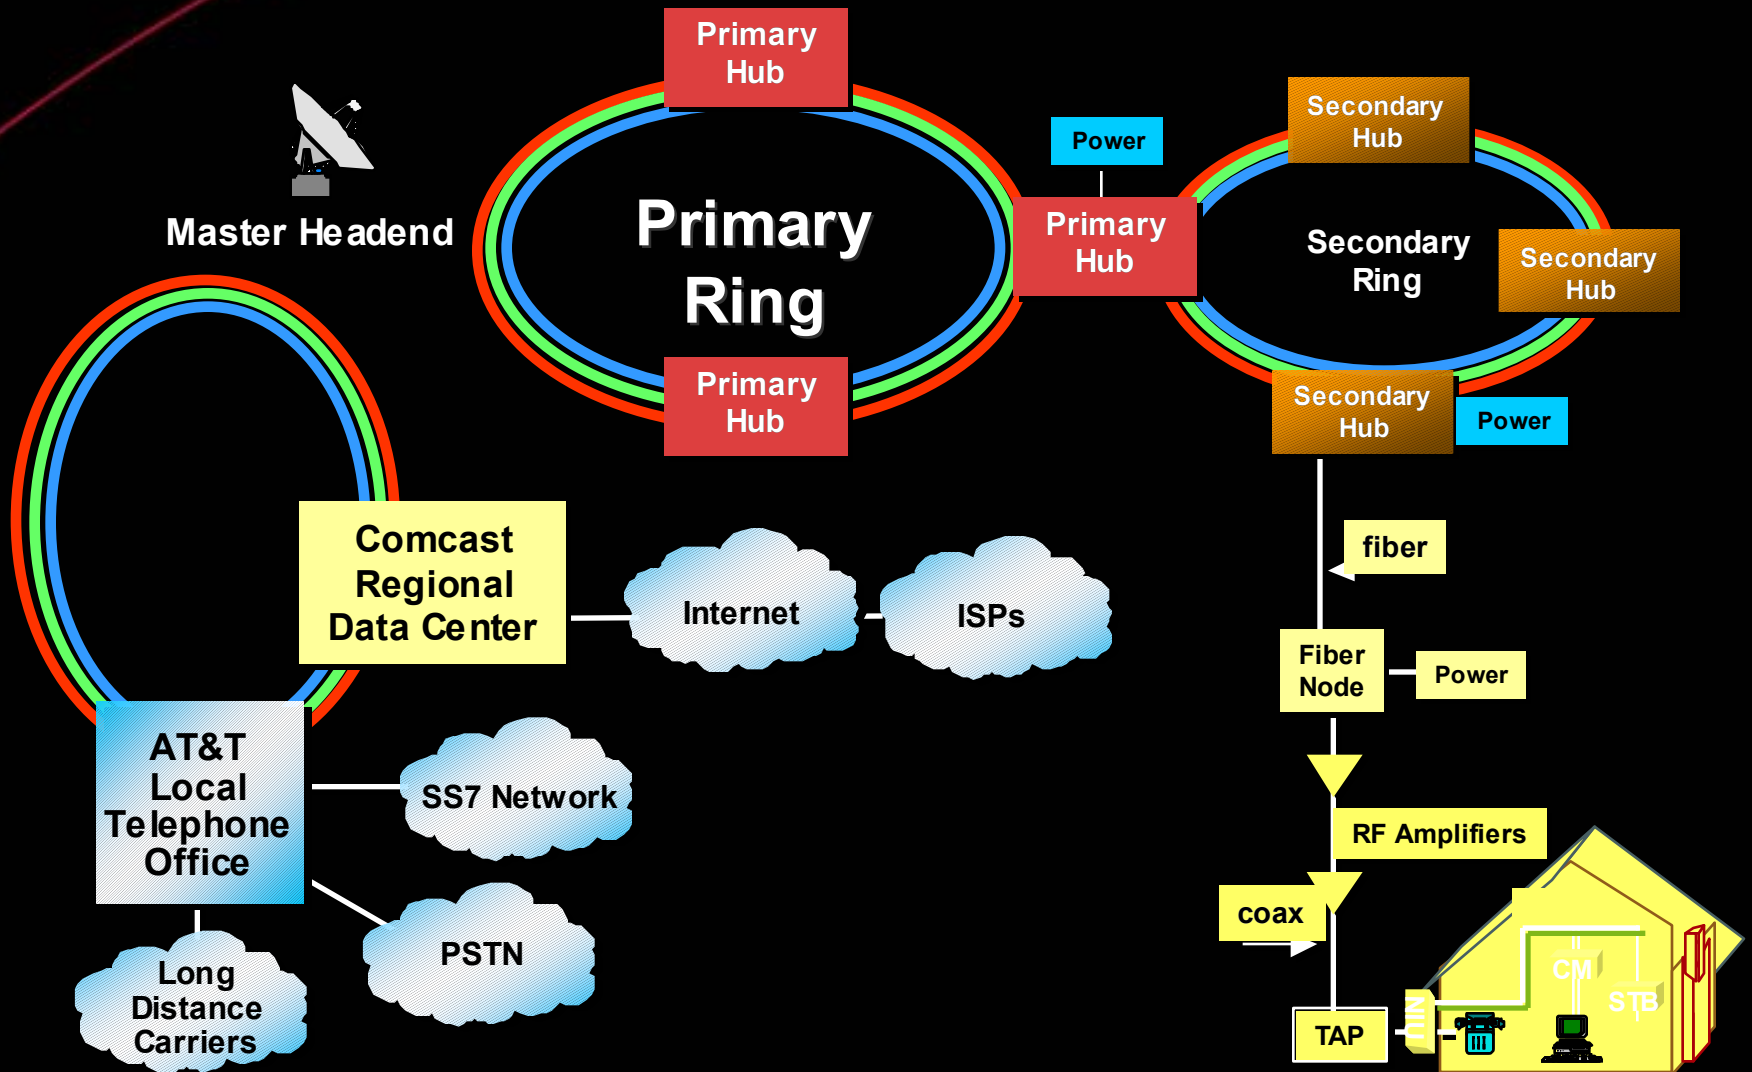 Primary
Hub
Secondary
Hub
Power
Master Headend
Primary
Ring
Primary
Hub
Secondary
Ring
Secondary
Hub
Primary
Hub
Secondary
Hub
Power
Comcast
Regional
Data Center
Internet
ISPs
fiber
Fiber
Node
Power
AT&T
Local
Telephone
Office
SS7 Network
RF Amplifiers
coax
PSTN
Long
Distance
Carriers
CM
STB
NIU
TAP